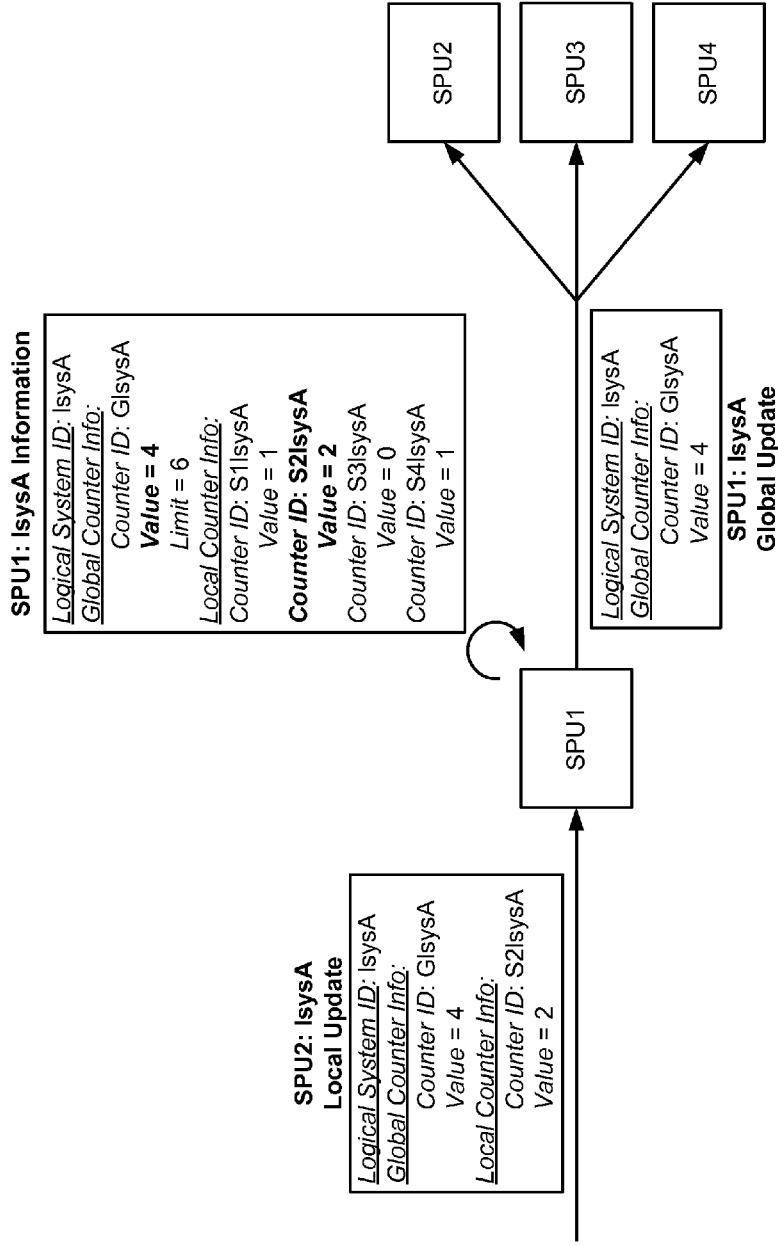 SPU2: lsysA
Local Update
Logical System ID: lsysA
Global Counter Info:
Counter ID: GlsysA
Value = 4
Local Counter Info:
Counter ID: S2lsysA
Value = 2
SPU1
SPU1: lsysA Information
Logical System ID: lsysA
Global Counter Info:
Counter ID: GlsysA
Value = 4
Limit = 6
Local Counter Info:
Counter ID: S1lsysA
Value = 1
Counter ID: S2lsysA
Value = 2
Counter ID: S3lsysA
Value = 0
Counter ID: S4lsysA
Value = 1
Logical System ID: lsysA
Global Counter Info:
Counter ID: GlsysA
Value = 4
SPU1: lsysA
Global Update
SPU2
SPU3
SPU4